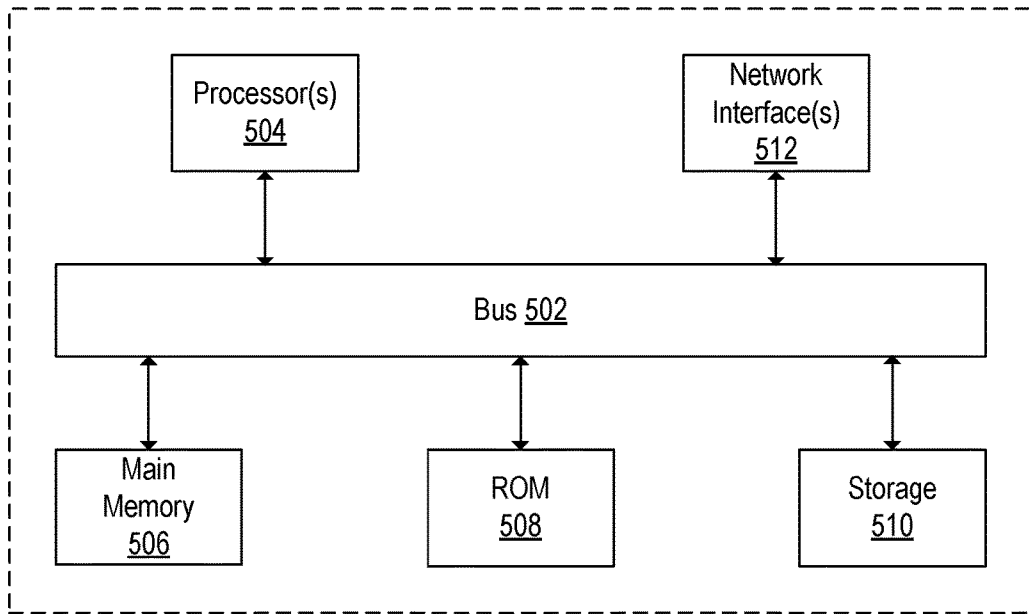 Processor(s)
504
Network
Interface(s)
512
Bus 502
Main
Memory
506
ROM
508
Storage
510